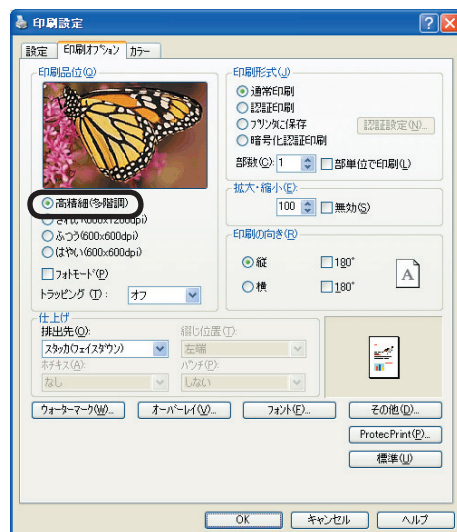 印刷設定
設定 印刷オプション カラー
印刷品位(Q)
高精細(多階調)
きれい(600x1200dpi)
ふつう(600x600dpi)
はやい(600x600dpi)
フォトモード(P)
トラッピング (T): オフ
印刷形式(J)
通常印刷
認証印刷
プリンタに保存 認証設定(N)...
暗号化認証印刷
部数(C): 1 部単位で印刷(L)
拡大・縮小(E):
100 無効(S)
印刷の向き(R)
縦 180°
横 180°
A
仕上げ
排出先(O): 綴じ位置(T):
スタッカ(フェイスダウン) 左端
ホチキス(A): パンチ(F):
なし しない
ウォーターマーク(W)... オーバーレイ(V)... フォント(F)... その他(D)...
ProtecPrint(P)...
標準(U)
OK キャンセル ヘルプ